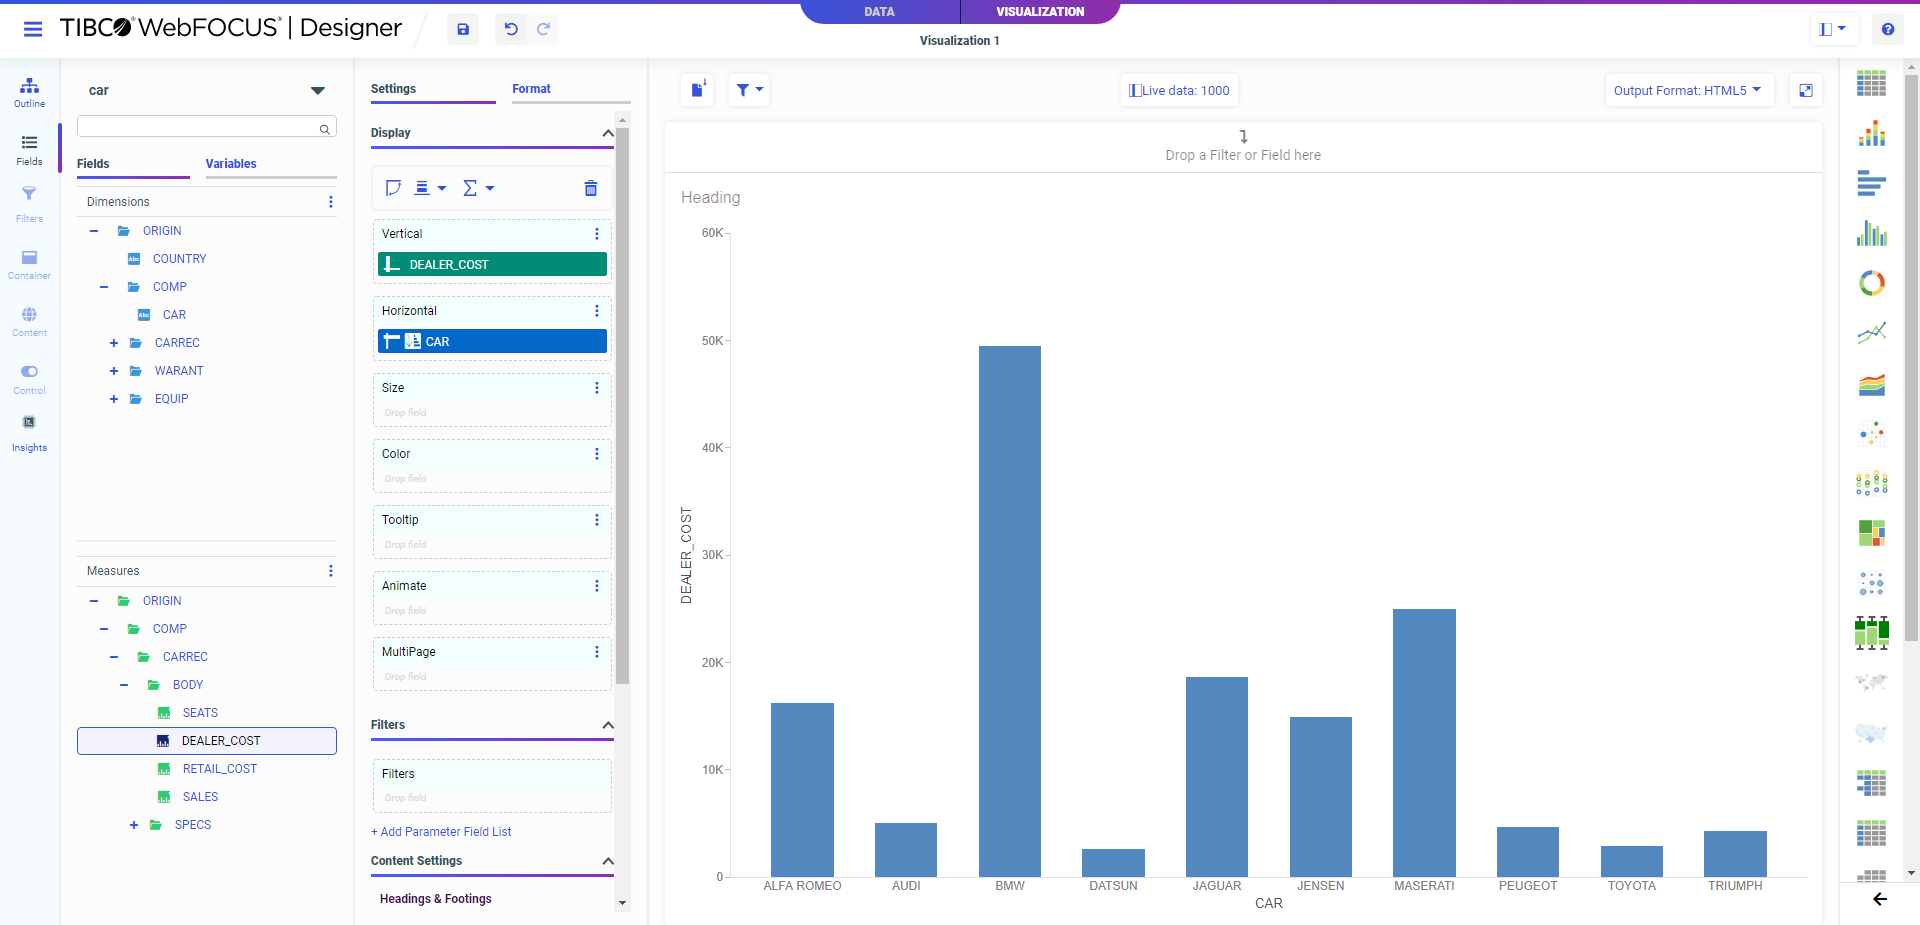 TIBCO® WebFOCUS® | Designer
DATA
VISUALIZATION
Visualization 1
Outline
Fields
Filters
Container
Content
Control
Insights
car
Fields
Variables
Dimensions
ORIGIN
COUNTRY
COMP
CAR
CARREC
WARANT
EQUIP
Measures
ORIGIN
COMP
CARREC
BODY
SEATS
DEALER_COST
RETAIL_COST
SALES
SPECS
Settings
Format
Display
Vertical
DEALER_COST
Horizontal
CAR
Size
Drop field
Color
Drop field
Tooltip
Drop field
Animate
Drop field
MultiPage
Drop field
Filters
Filters
Drop field
+ Add Parameter Field List
Content Settings
Headings & Footings
Live data: 1000
Output Format: HTML5
Drop a Filter or Field here
Heading
60K
50K
40K
30K
20K
10K
0
DEALER_COST
ALFA ROMEO
AUDI
BMW
DATSUN
JAGUAR
JENSEN
MASERATI
PEUGEOT
TOYOTA
TRIUMPH
CAR